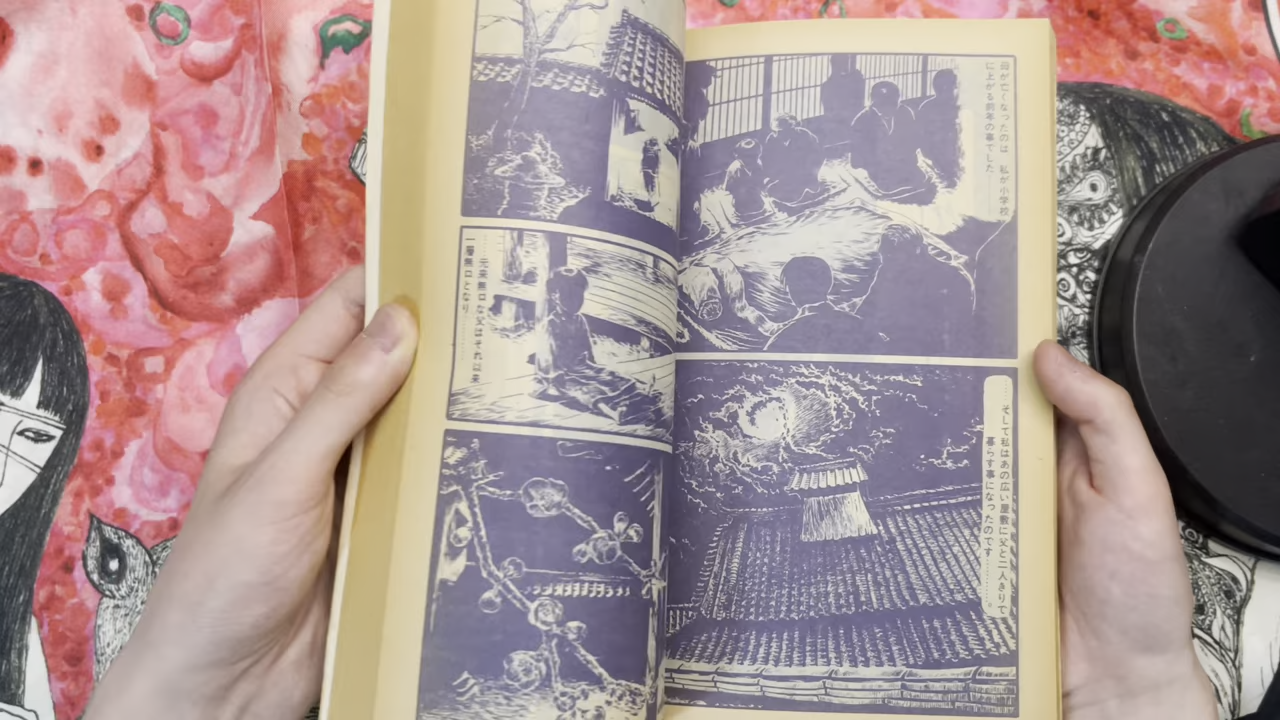 母が亡くなったのは 私が小学校
に上がる前年の事でした
……そして私はあの広い屋敷に父と二人きりで
暮らす事になったのです…………。
……元来無口な父はそれ以来
一層無口となり…………